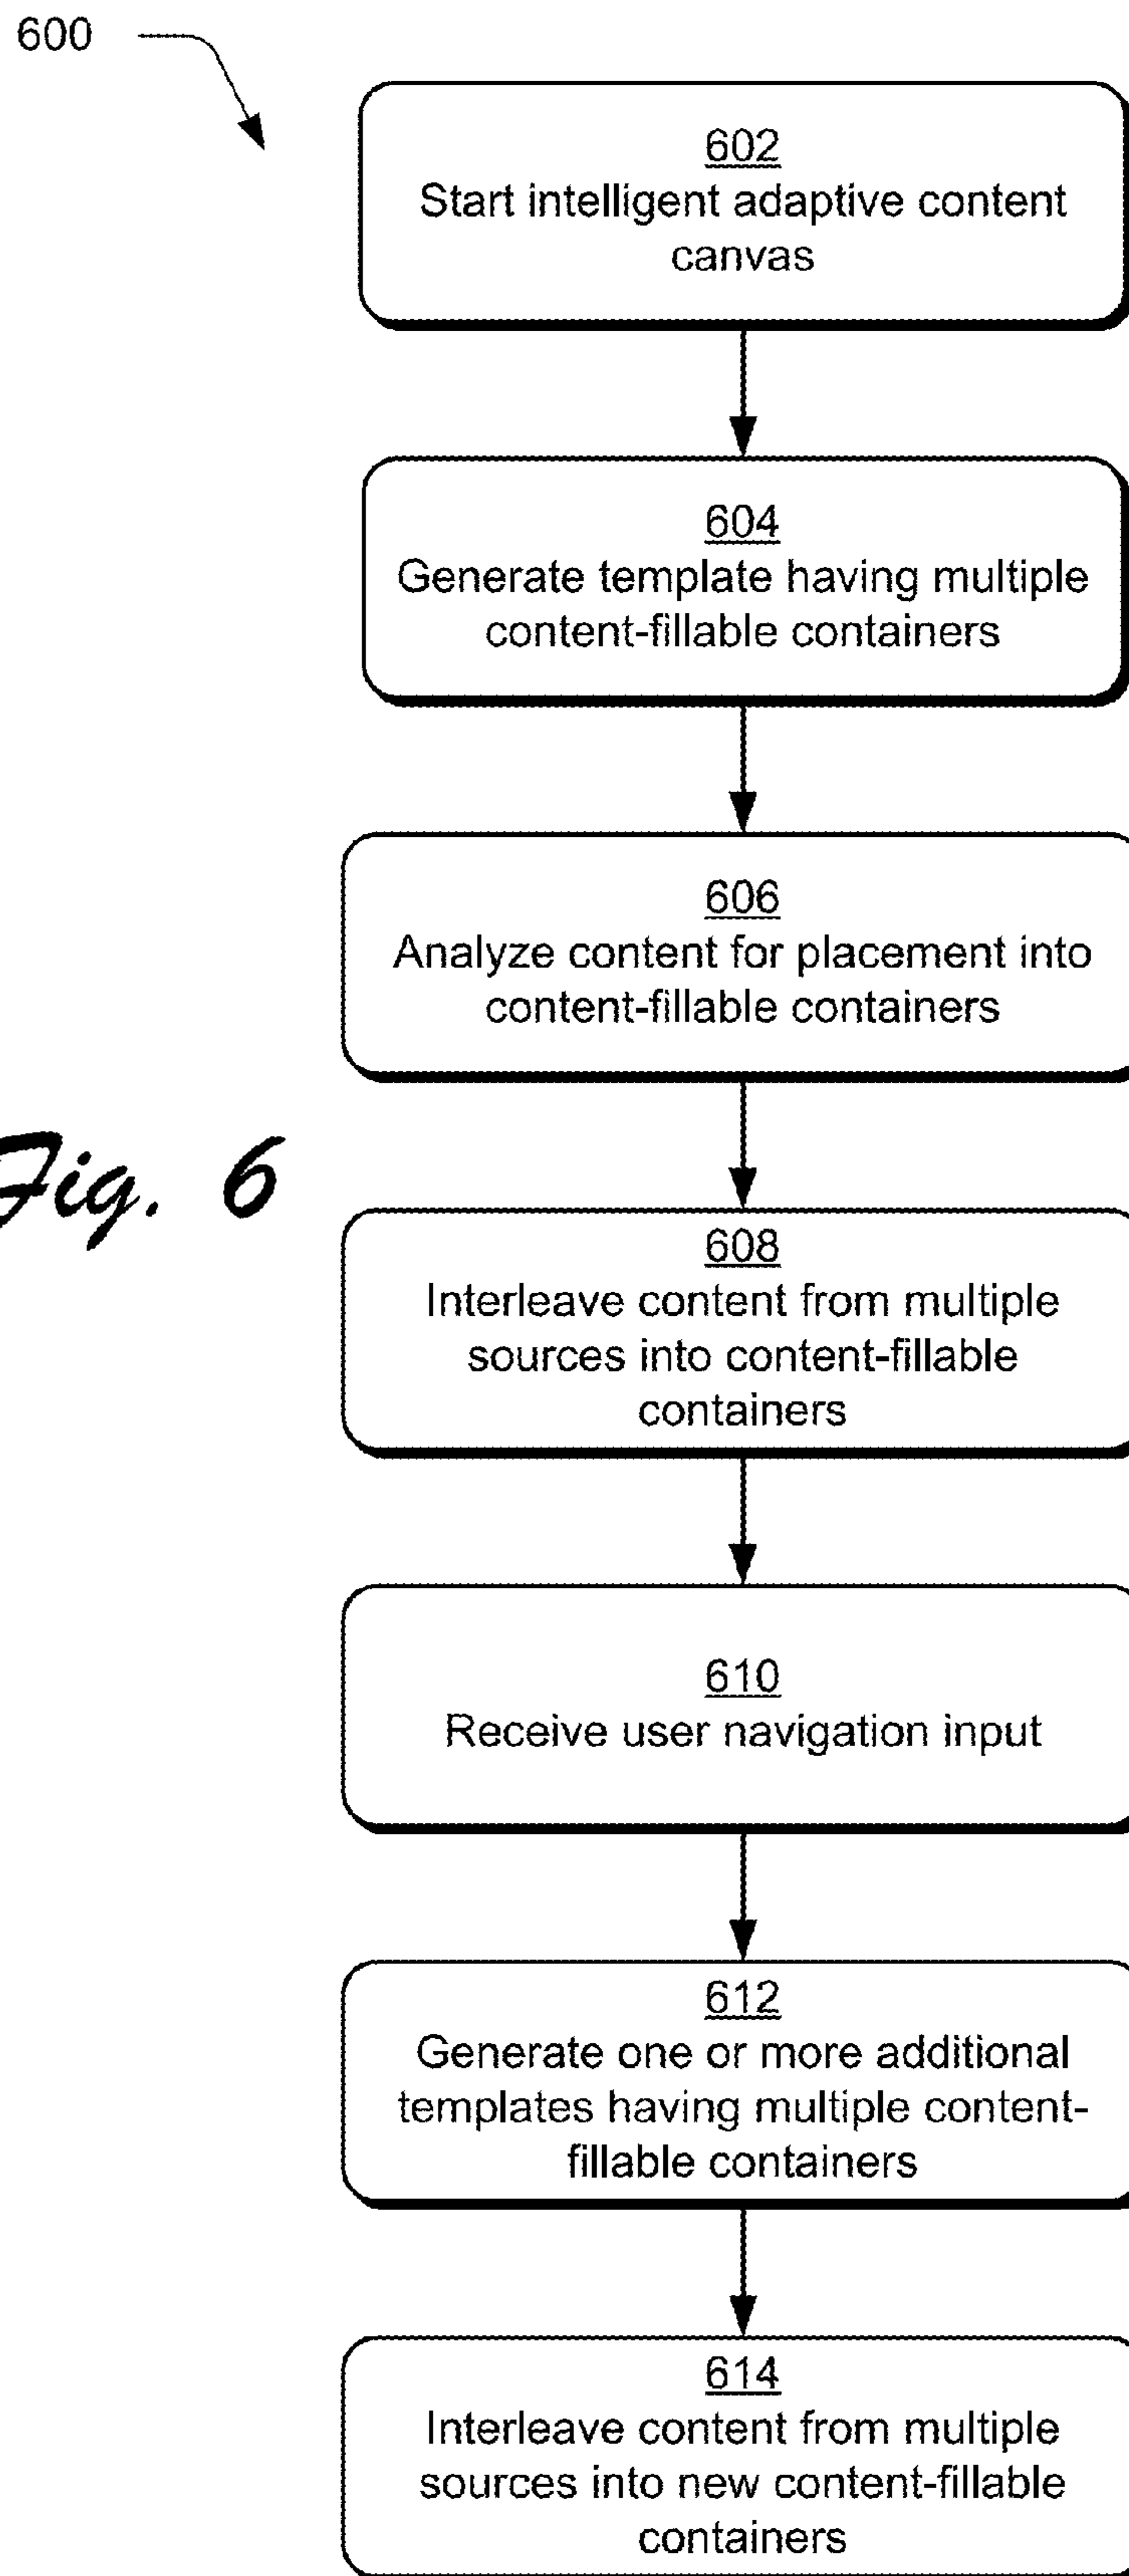 600
602
Start intelligent adaptive content
canvas
604
Generate template having multiple
content-fillable containers
606
Analyze content for placement into
content-fillable containers
Fig. 6
608
Interleave content from multiple
sources into content-fillable
containers
610
Receive user navigation input
612
Generate one or more additional
templates having multiple content-
fillable containers
614
Interleave content from multiple
sources into new content-fillable
containers